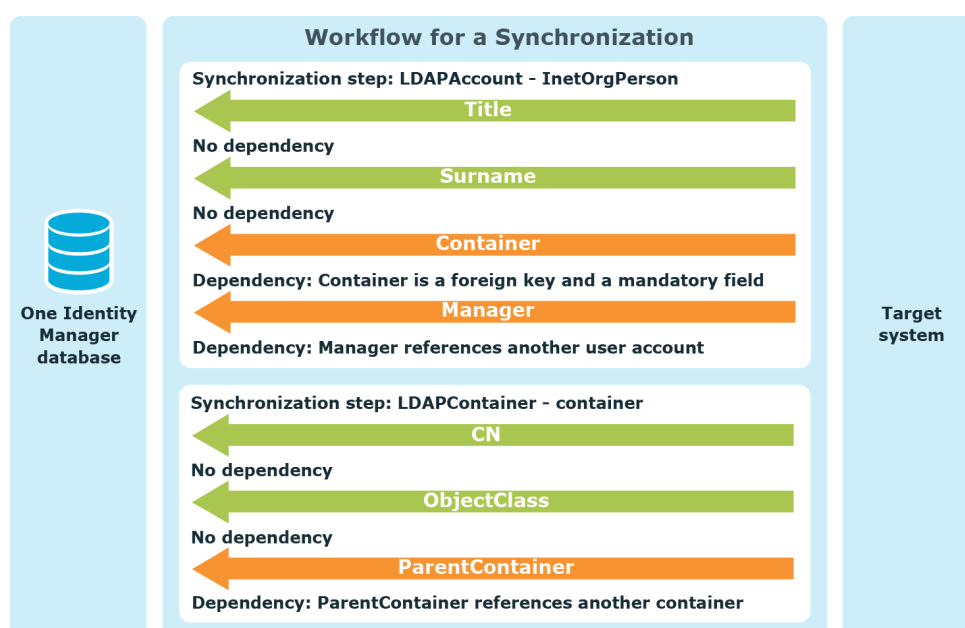 Workflow for a Synchronization
Synchronization step: LDAPAccount - InetOrgPerson
Title
No dependency
Surname
No dependency
Container
Dependency: Container is a foreign key and a mandatory field
Manager
Dependency: Manager references another user account
Synchronization step: LDAPContainer - container
CN
No dependency
ObjectClass
No dependency
ParentContainer
Dependency: ParentContainer references another container
One Identity
Manager
database
Target
system